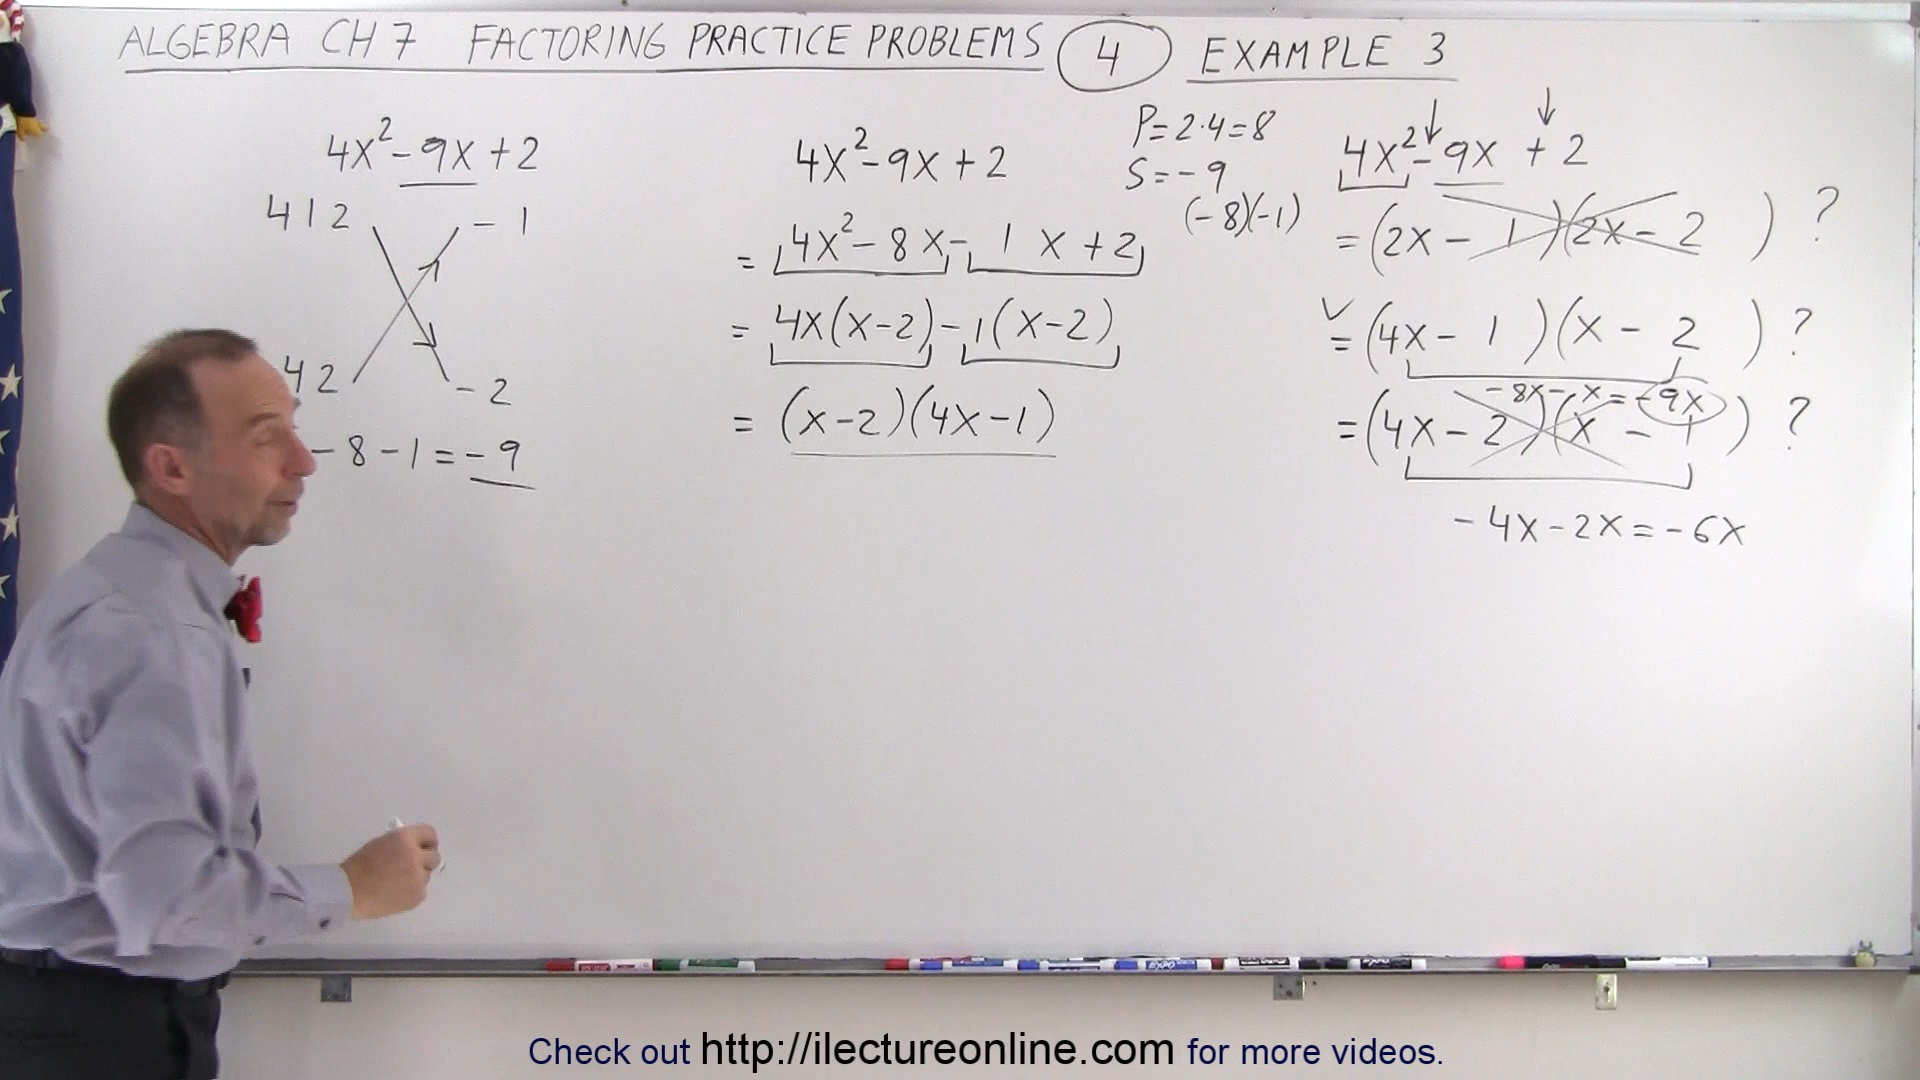 ALGEBRA CH 7 FACTORING PRACTICE PROBLEMS 4 EXAMPLE 3
4x² - 9x + 2
4 1 2 - 1
4 2 - 2
- 8 - 1 = - 9
4x² - 9x + 2
= 4x² - 8x - 1x + 2
= 4x(x - 2) - 1(x - 2)
= (x - 2)(4x - 1)
P = 2·4 = 8
S = - 9
(- 8)(- 1)
4x² - 9x + 2
= (2x - 1)(2x - 2) ?
✓ = (4x - 1)(x - 2) ?
- 8x - x = - 9x
= (4x - 2)(x - 1) ?
- 4x - 2x = - 6x
Check out http://ilectureonline.com for more videos.